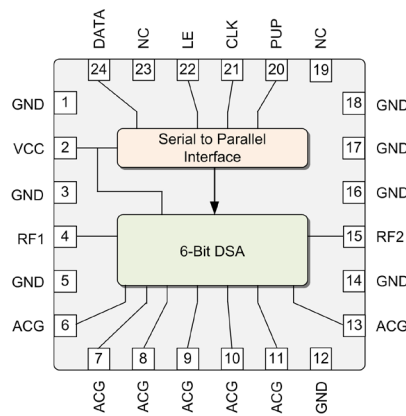 DATA
NC
LE
CLK
PUP
NC
24
23
22
21
20
19
GND 1
VCC 2
GND 3
RF1 4
GND 5
ACG 6
18 GND
17 GND
16 GND
15 RF2
14 GND
13 ACG
Serial to Parallel
Interface
6-Bit DSA
7
8
9
10
11
12
ACG
ACG
ACG
ACG
ACG
GND